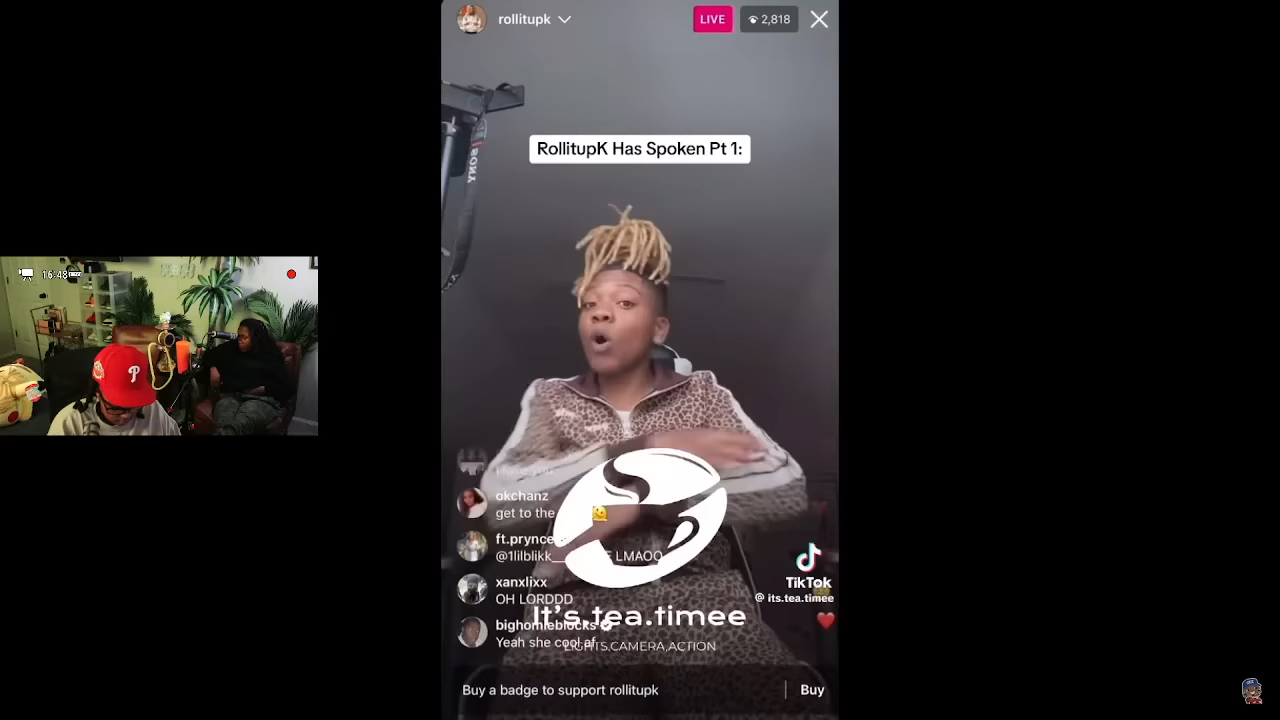 rollitupk
LIVE
2,818
SONY
RollitupK Has Spoken Pt 1:
16:48
P
okchanz
get to the
ft.prynce
@1lilblikk__ LMAOO
xanxlixx
OH LORDDD
bighomieblocks
Yeah she cool af
It's.tea.timee
LIGHTS,CAMERA,ACTION
TikTok
@ its.tea.timee
Buy a badge to support rollitupk
Buy